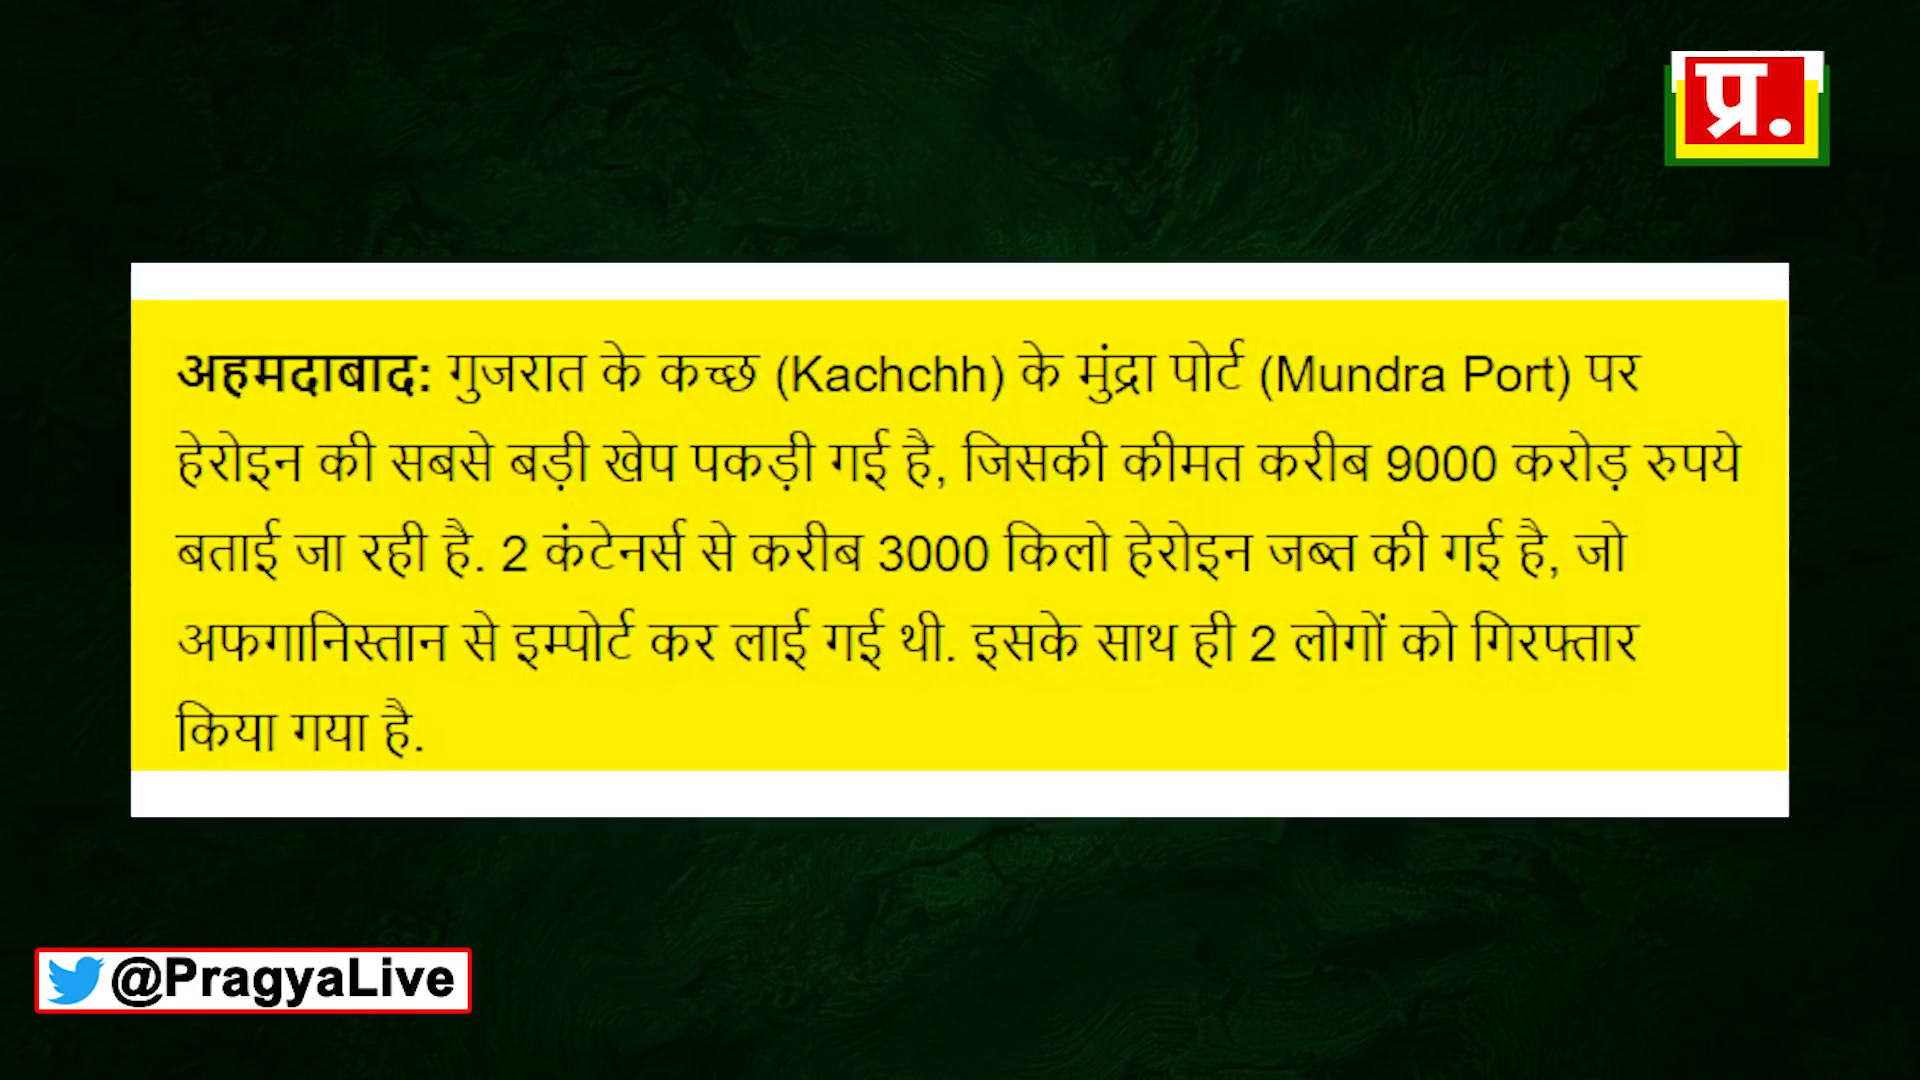 प्र.
अहमदाबाद: गुजरात के कच्छ (Kachchh) के मुंद्रा पोर्ट (Mundra Port) पर
हेरोइन की सबसे बड़ी खेप पकड़ी गई है, जिसकी कीमत करीब 9000 करोड़ रुपये
बताई जा रही है. 2 कंटेनर्स से करीब 3000 किलो हेरोइन जब्त की गई है, जो
अफगानिस्तान से इम्पोर्ट कर लाई गई थी. इसके साथ ही 2 लोगों को गिरफ्तार
किया गया है.
@PragyaLive